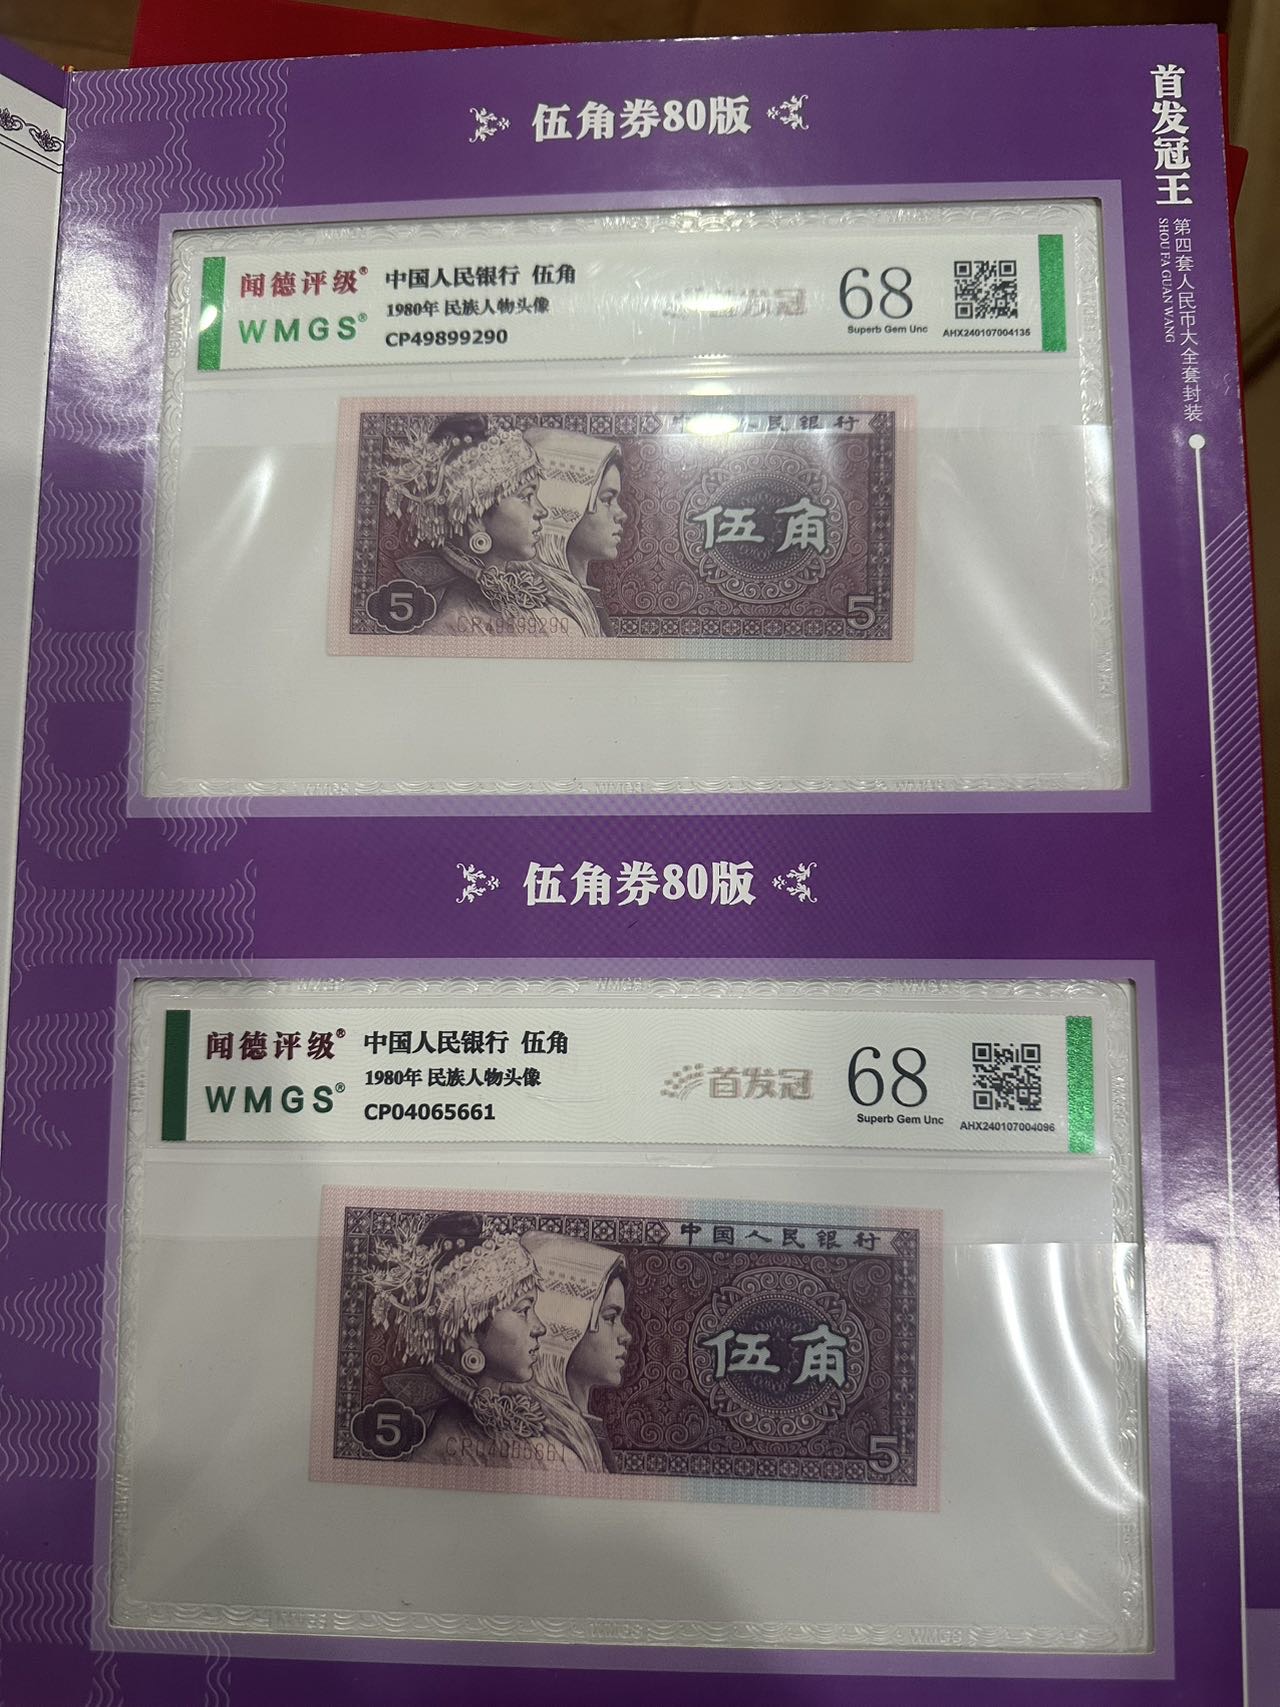 伍角券80版
首发冠王
第四套人民币大全套封装
SHOU FA GUAN WANG
闻德评级®
WMGS®
中国人民银行 伍角
1980年 民族人物头像
CP49899290
首发冠
68
Superb Gem Unc
AHX240107004135
中国人民银行
伍角
5
5
CP49899290
伍角券80版
闻德评级®
WMGS®
中国人民银行 伍角
1980年 民族人物头像
CP04065661
首发冠
68
Superb Gem Unc
AHX240107004096
中国人民银行
伍角
5
5
CP04065661
WMGS